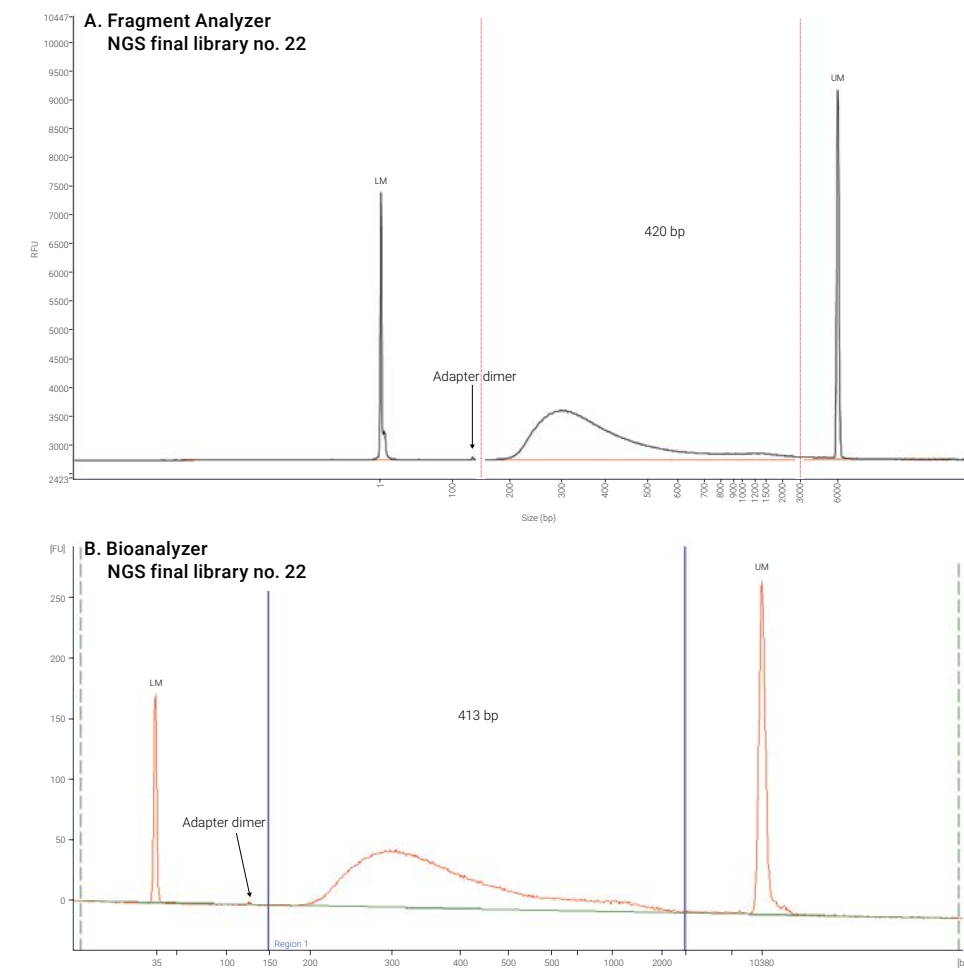 A. Fragment Analyzer
NGS final library no. 22
10447
10000
9500
9000
8500
8000
7500
7000
6500
6000
5500
5000
4500
4000
3500
3000
2423
RFU
LM
UM
420 bp
Adapter dimer
1
100
200
300
400
500
600
700
800
900
1000
1200
1500
2000
3000
6000
Size (bp)
B. Bioanalyzer
NGS final library no. 22
[FU]
250
200
150
100
50
0
LM
UM
413 bp
Adapter dimer
Region 1
35
100
150
200
300
400
500
500
1000
2000
10380
[b